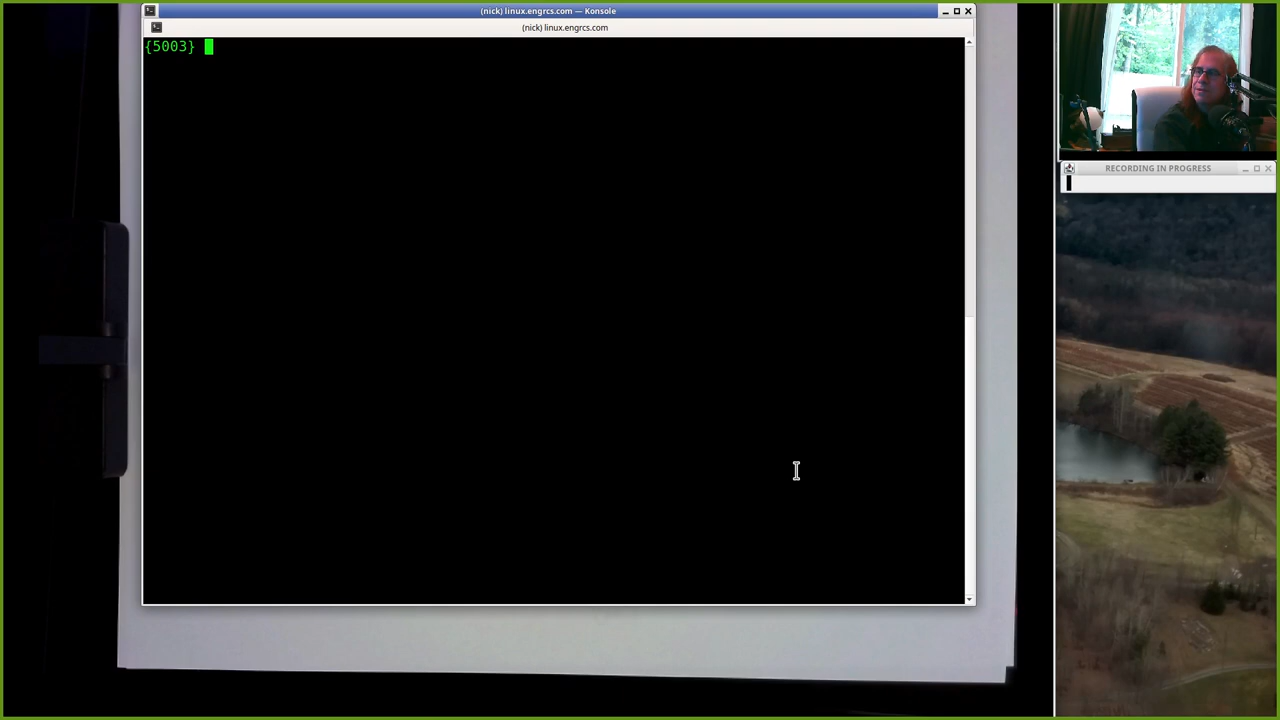 (nick) linux.engrcs.com — Konsole
(nick) linux.engrcs.com
{5003}
RECORDING IN PROGRESS